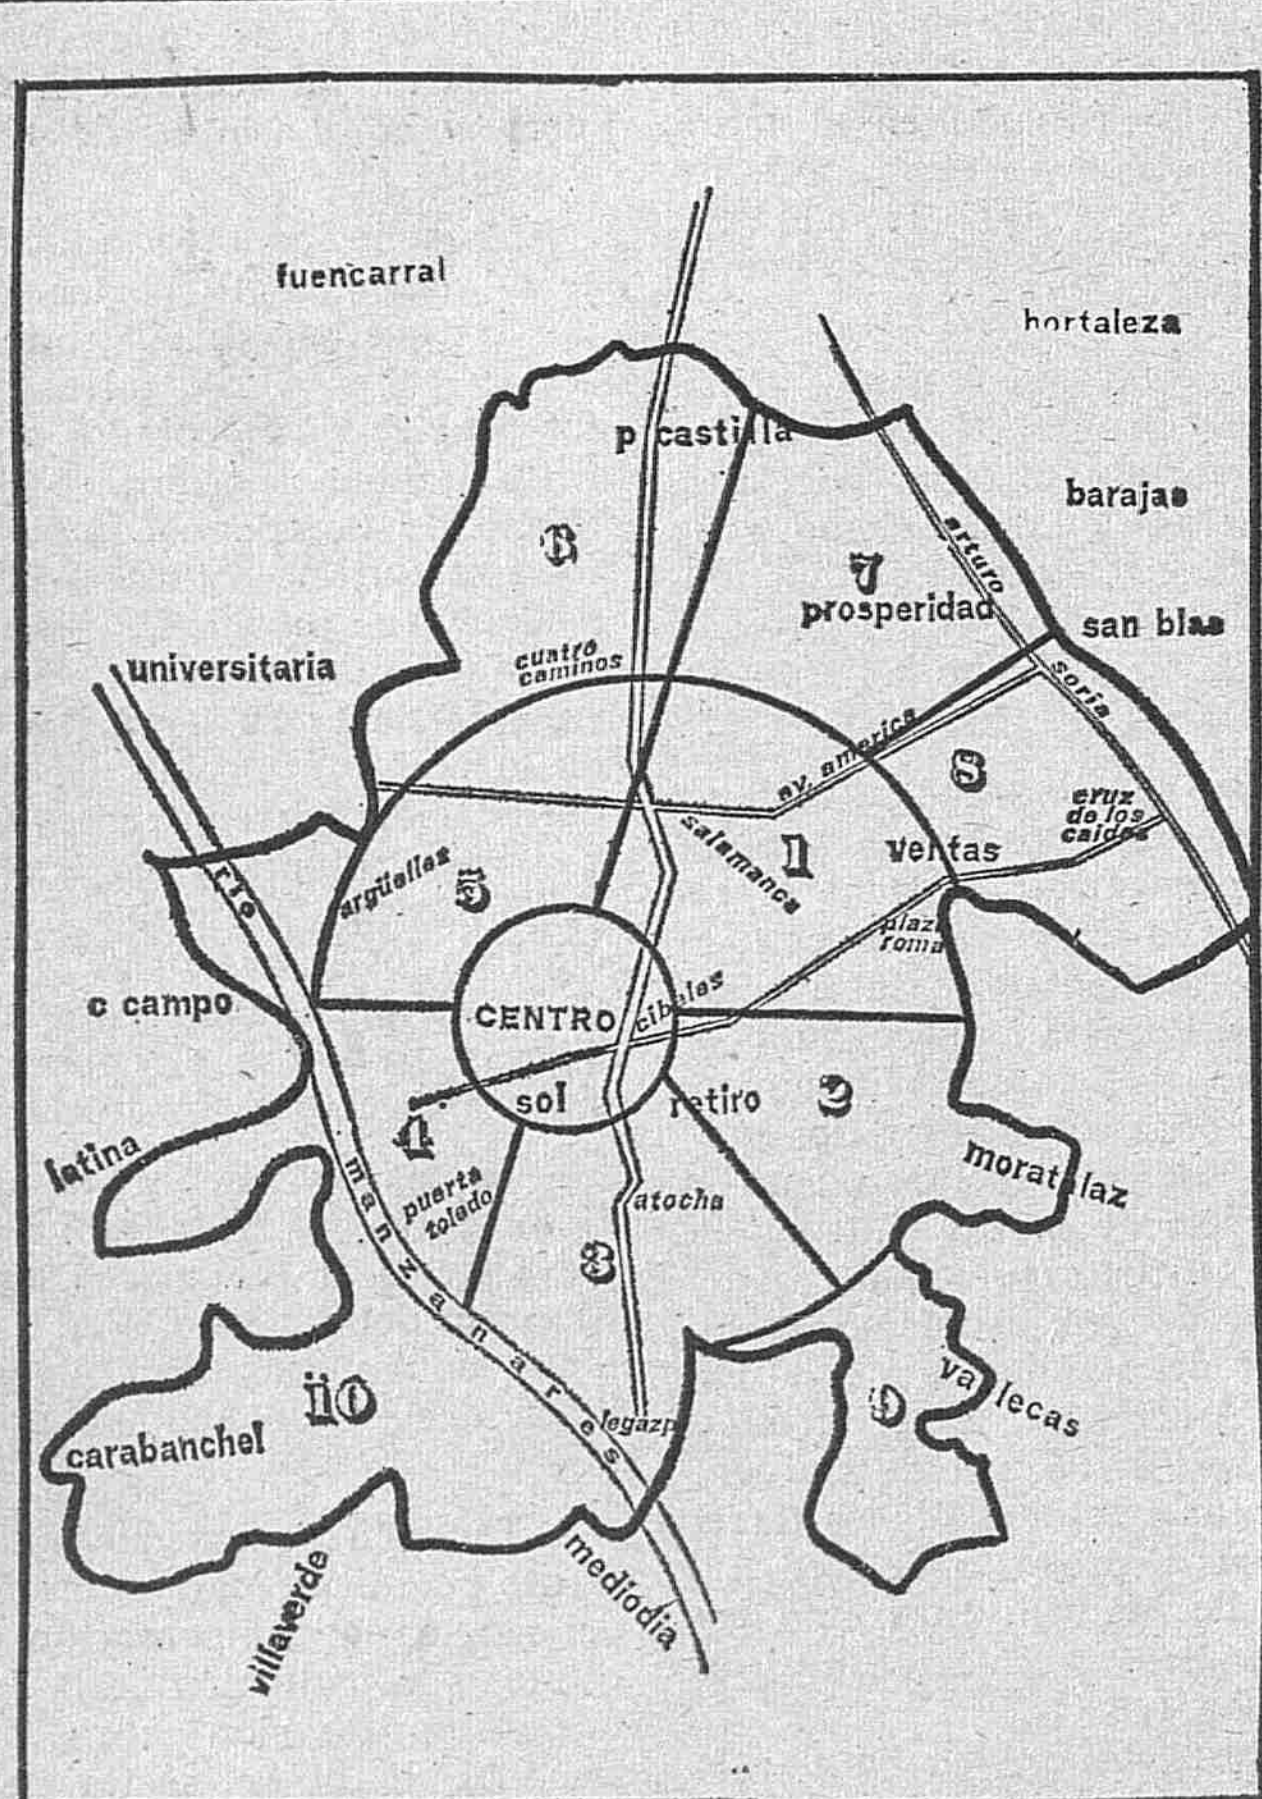 fuencarral
hortaleza
p castilla
barajas
6
arturo
7
prosperidad
san blas
cuatro
caminos
universitaria
soria
av. america
8
cruz
de los
caidos
salamanca
1
ventas
argüelles
5
rio
plaza
roma
c campo
CENTRO
cibeles
sol
retiro
2
4
latina
moratalaz
manzanares
puerta
toledo
atocha
3
vallecas
9
10
legazpi
carabanchel
mediodia
villaverde